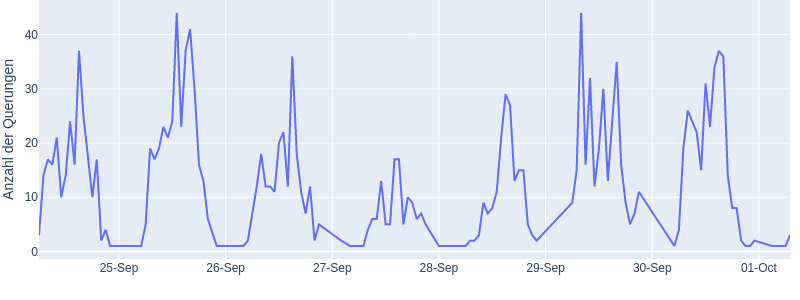 Anzahl der Querungen
40
30
20
10
0
25-Sep
26-Sep
27-Sep
28-Sep
29-Sep
30-Sep
01-Oct